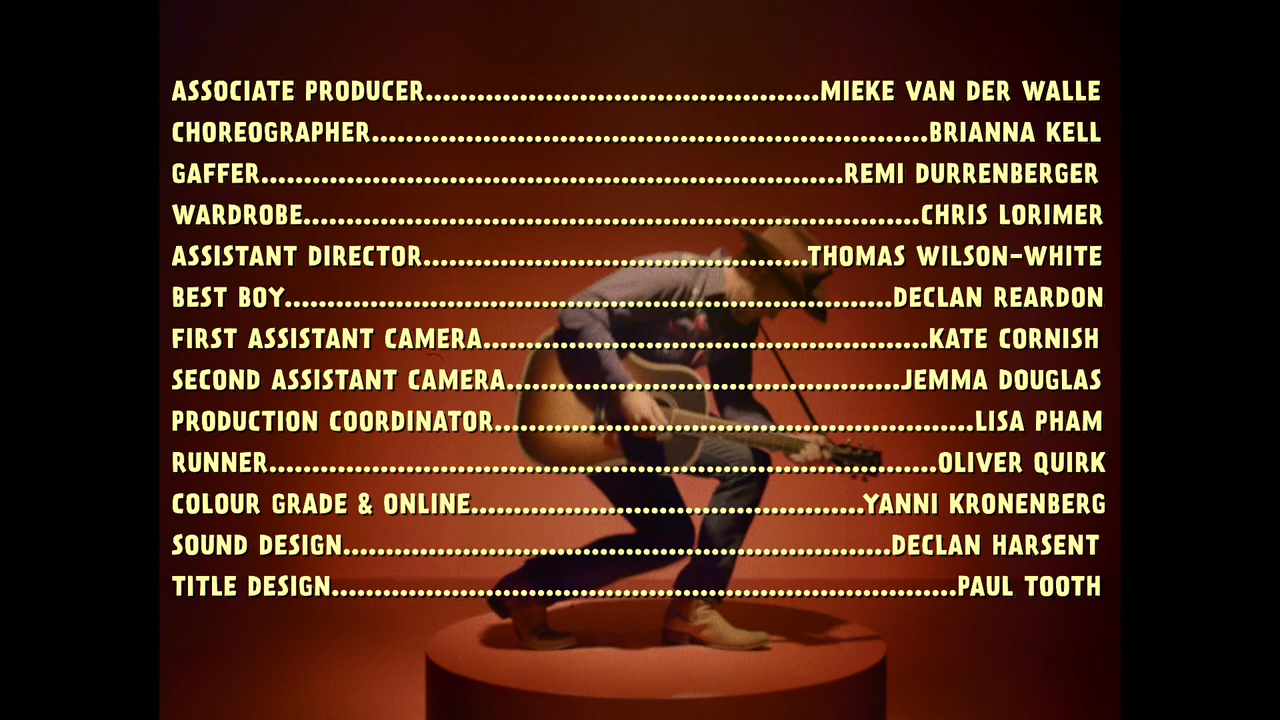 ASSOCIATE PRODUCER..............................................MIEKE VAN DER WALLE
CHOREOGRAPHER.................................................................BRIANNA KELL
GAFFER....................................................................REMI DURRENBERGER
WARDROBE........................................................................CHRIS LORIMER
ASSISTANT DIRECTOR.............................................THOMAS WILSON-WHITE
BEST BOY.......................................................................DECLAN REARDON
FIRST ASSISTANT CAMERA....................................................KATE CORNISH
SECOND ASSISTANT CAMERA..............................................JEMMA DOUGLAS
PRODUCTION COORDINATOR........................................................LISA PHAM
RUNNER..............................................................................OLIVER QUIRK
COLOUR GRADE & ONLINE..............................................YANNI KRONENBERG
SOUND DESIGN................................................................DECLAN HARSENT
TITLE DESIGN.........................................................................PAUL TOOTH